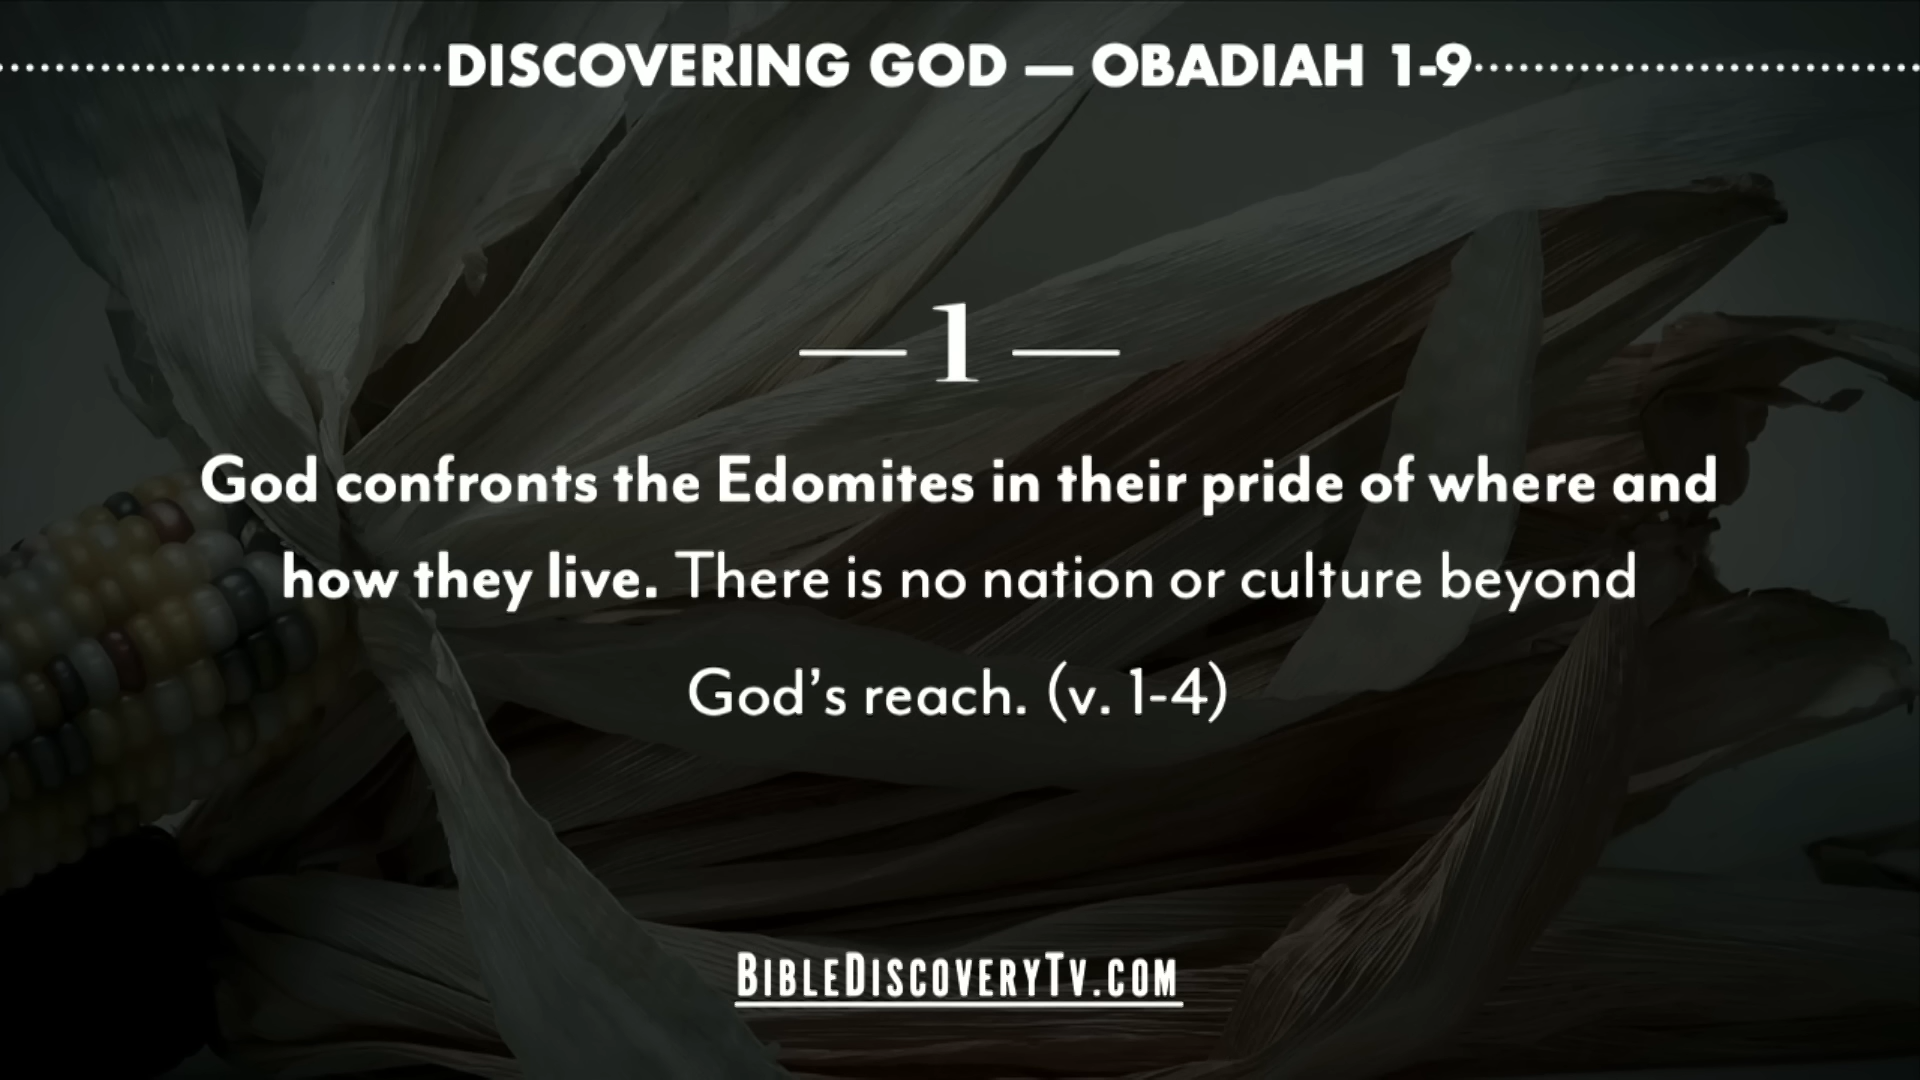 DISCOVERING GOD — OBADIAH 1-9
— 1 —
God confronts the Edomites in their pride of where and
how they live. There is no nation or culture beyond
God’s reach. (v. 1-4)
BIBLEDISCOVERYTV.COM